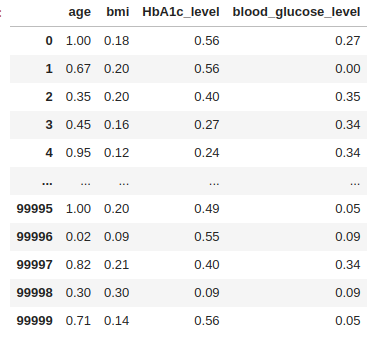 age bmi HbA1c_level blood_glucose_level
0 1.00 0.18 0.56 0.27
1 0.67 0.20 0.56 0.00
2 0.35 0.20 0.40 0.35
3 0.45 0.16 0.27 0.34
4 0.95 0.12 0.24 0.34
... ... ... ... ...
99995 1.00 0.20 0.49 0.05
99996 0.02 0.09 0.55 0.09
99997 0.82 0.21 0.40 0.34
99998 0.30 0.30 0.09 0.09
99999 0.71 0.14 0.56 0.05